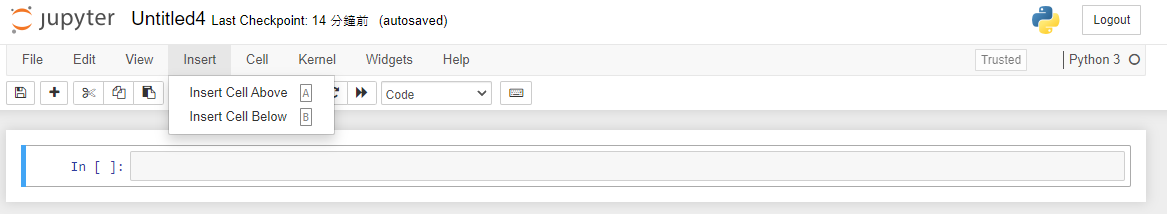 jupyter Untitled4 Last Checkpoint: 14 分鐘前 (autosaved) Logout
File Edit View Insert Cell Kernel Widgets Help Trusted Python 3
Code
Insert Cell Above A
Insert Cell Below B
In [ ]: